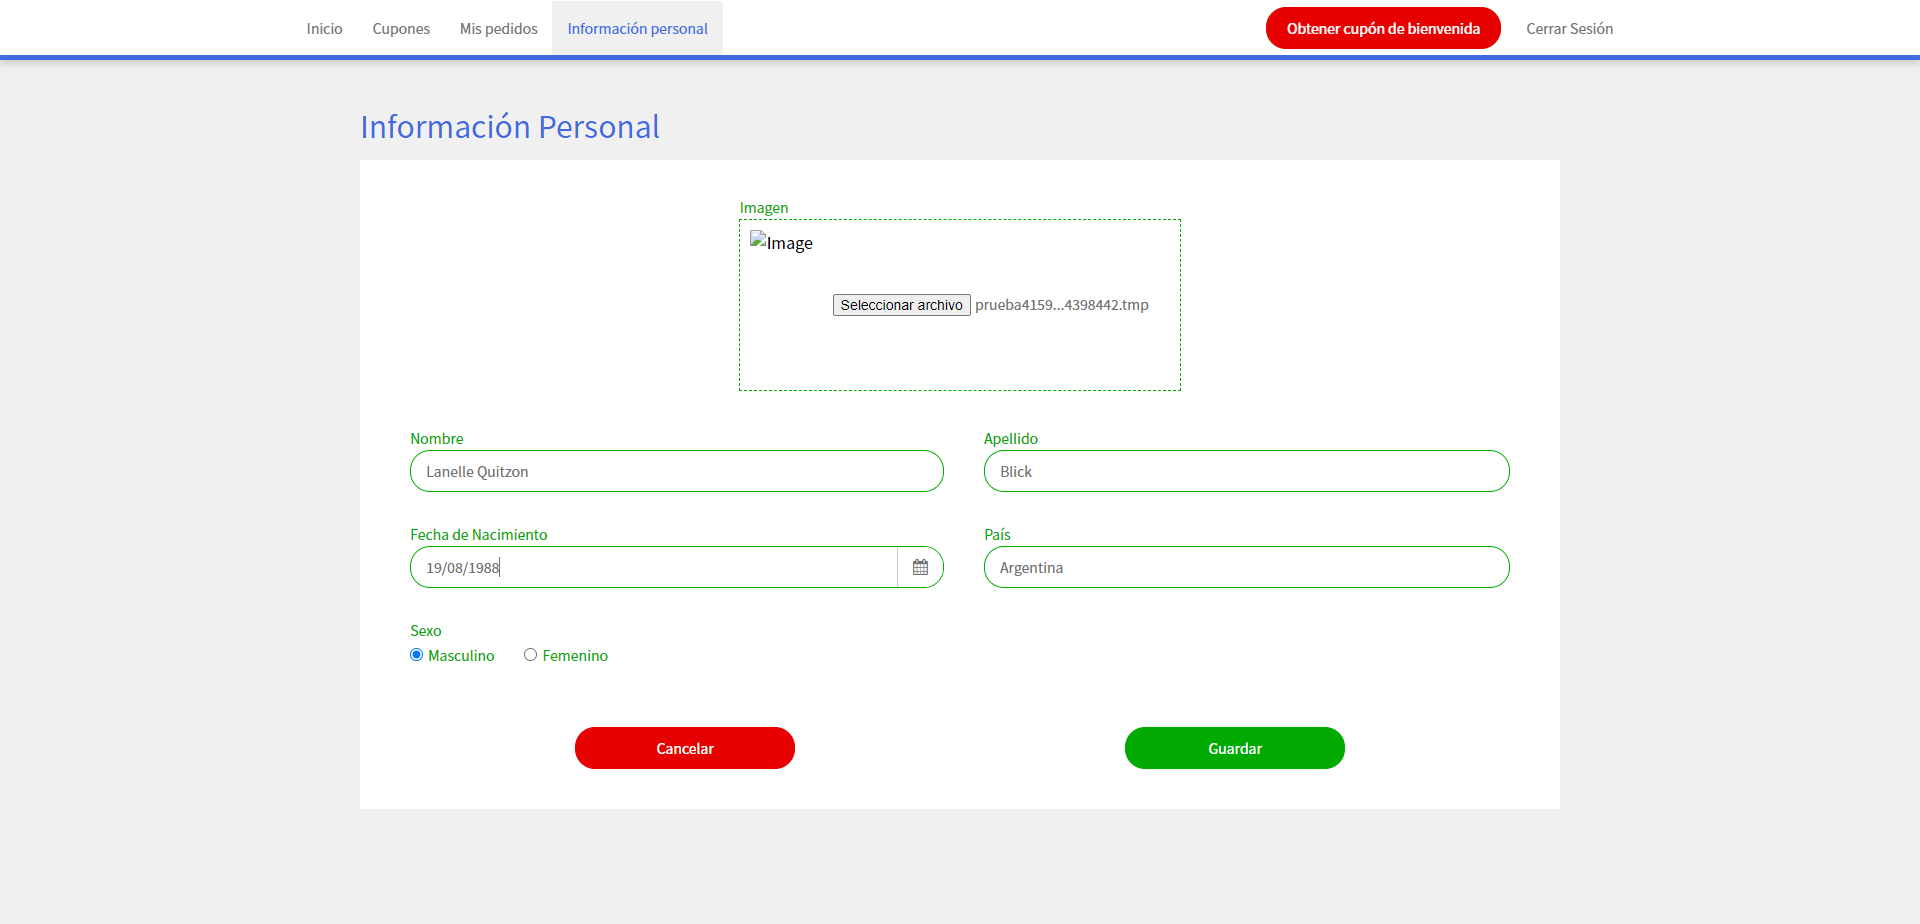 Inicio Cupones Mis pedidos Información personal Obtener cupón de bienvenida Cerrar Sesión
Información Personal
Imagen
Image
Seleccionar archivo prueba4159...4398442.tmp
Nombre Apellido
Lanelle Quitzon Blick
Fecha de Nacimiento País
19/08/1988 Argentina
Sexo
Masculino Femenino
Cancelar Guardar